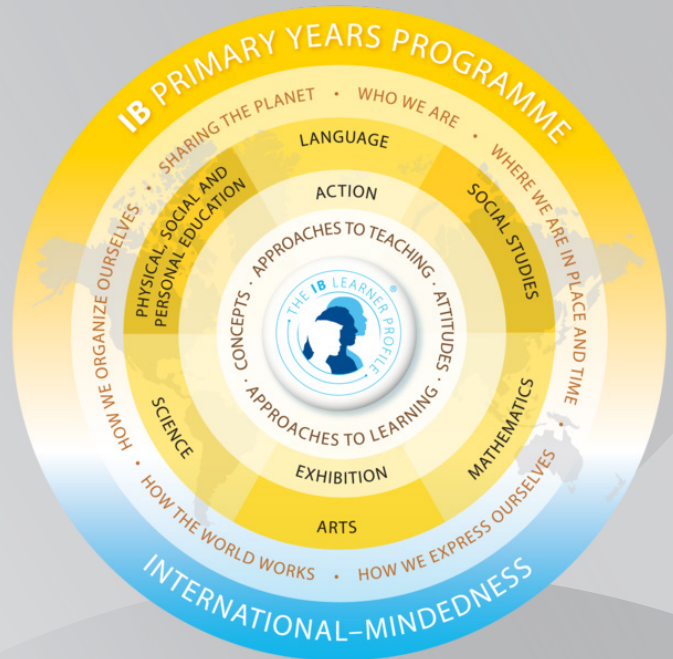 IB PRIMARY YEARS PROGRAMME
SHARING THE PLANET · WHO WE ARE · WHERE WE ARE IN PLACE AND TIME ·
HOW WE ORGANIZE OURSELVES · HOW THE WORLD WORKS · HOW WE EXPRESS OURSELVES ·
LANGUAGE
PHYSICAL, SOCIAL AND
PERSONAL EDUCATION
SOCIAL STUDIES
ACTION
APPROACHES TO TEACHING ·
CONCEPTS ·
ATTITUDES ·
· THE IB LEARNER PROFILE ·
®
APPROACHES TO LEARNING ·
SCIENCE
MATHEMATICS
EXHIBITION
ARTS
INTERNATIONAL–MINDEDNESS